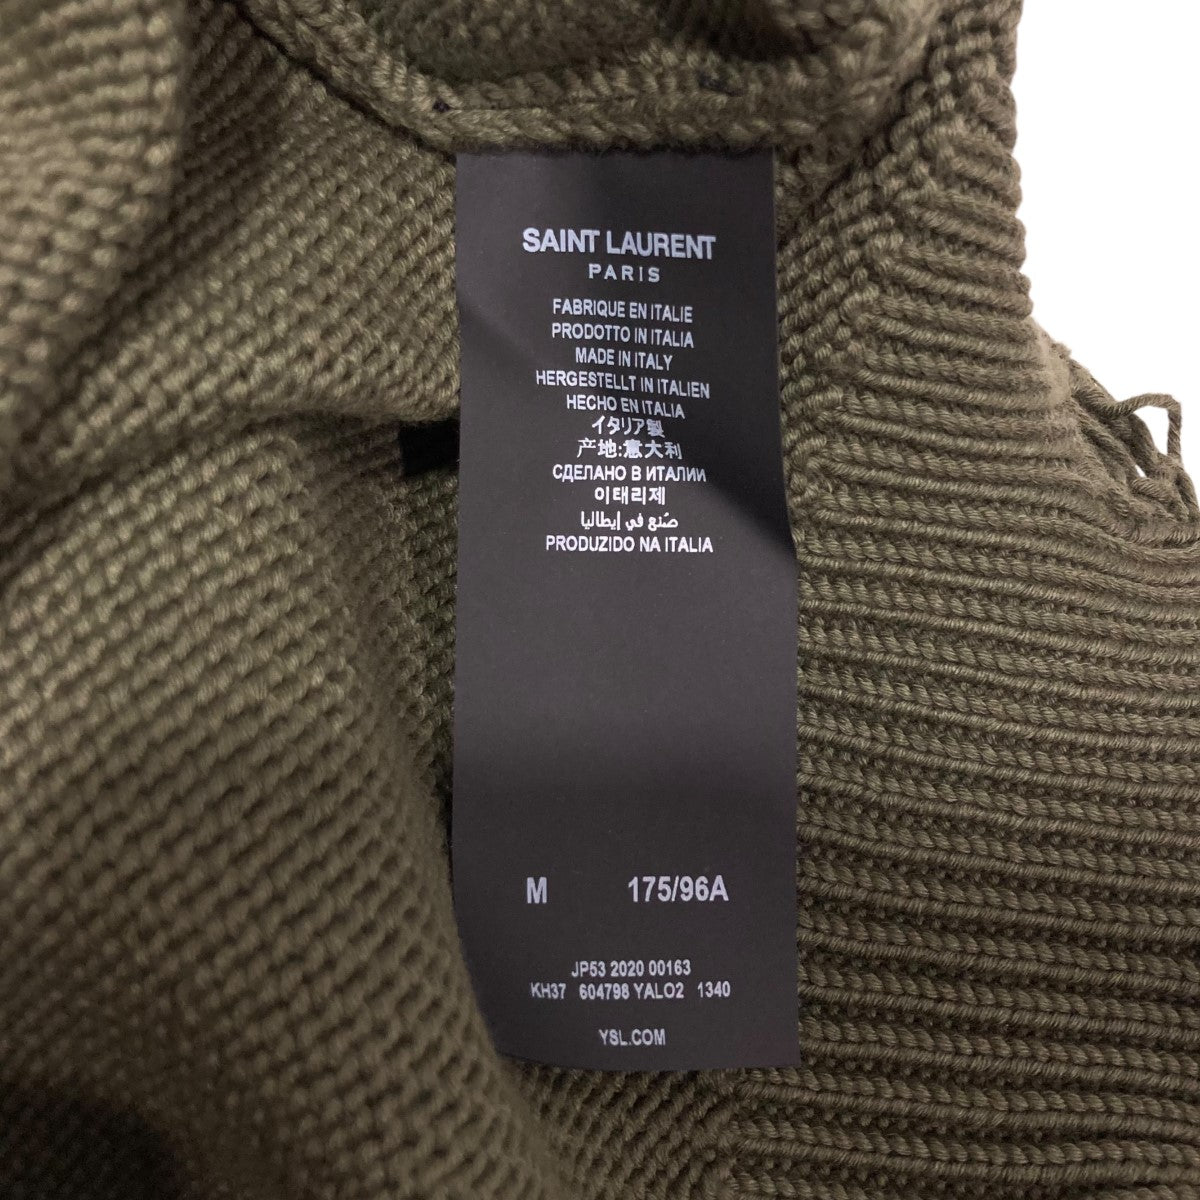 SAINT LAURENT
PARIS
FABRIQUE EN ITALIE
PRODOTTO IN ITALIA
MADE IN ITALY
HERGESTELLT IN ITALIEN
HECHO EN ITALIA
イタリア製
产地:意大利
СДЕЛАНО В ИТАЛИИ
이태리제
صنع في إيطاليا
PRODUZIDO NA ITALIA
M 175/96A
JP53 2020 00163
KH37 604798 YALO2 1340
YSL.COM